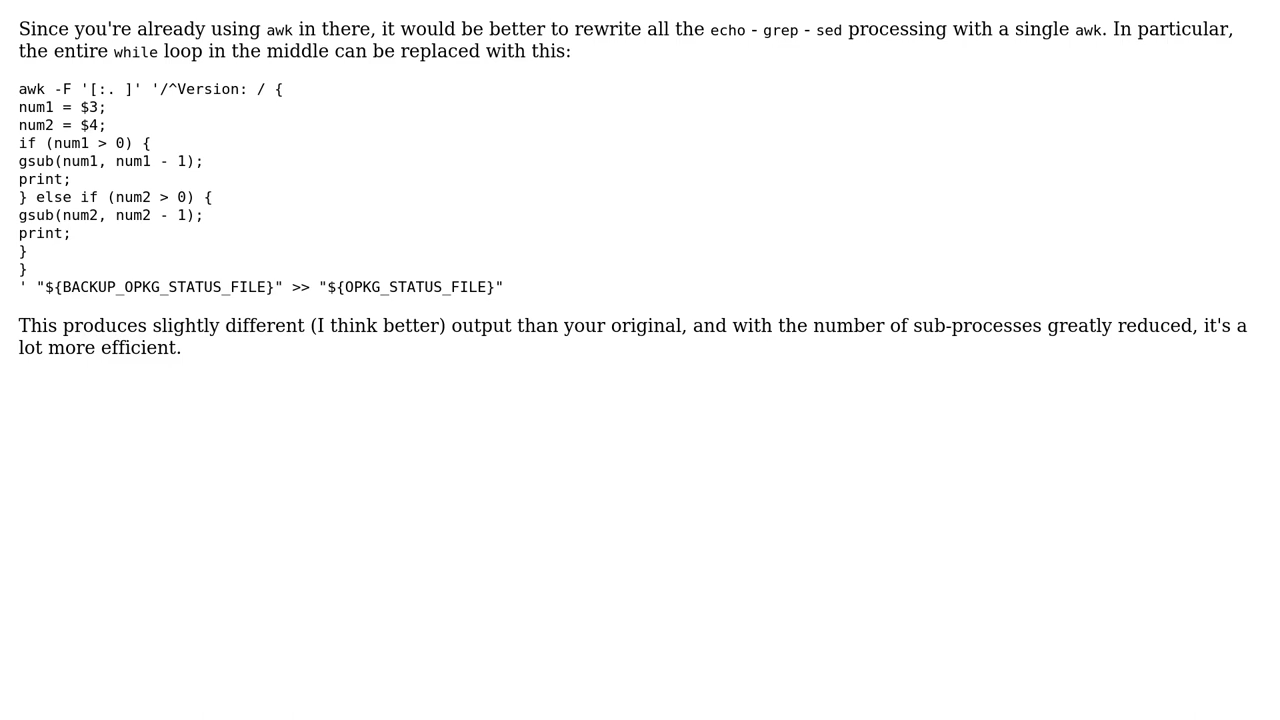 Since you're already using awk in there, it would be better to rewrite all the echo - grep - sed processing with a single awk. In particular,
the entire while loop in the middle can be replaced with this:
awk -F '[:. ]' '/^Version: / {
num1 = $3;
num2 = $4;
if (num1 > 0) {
gsub(num1, num1 - 1);
print;
} else if (num2 > 0) {
gsub(num2, num2 - 1);
print;
}
}
' "${BACKUP_OPKG_STATUS_FILE}" >> "${OPKG_STATUS_FILE}"
This produces slightly different (I think better) output than your original, and with the number of sub-processes greatly reduced, it's a
lot more efficient.